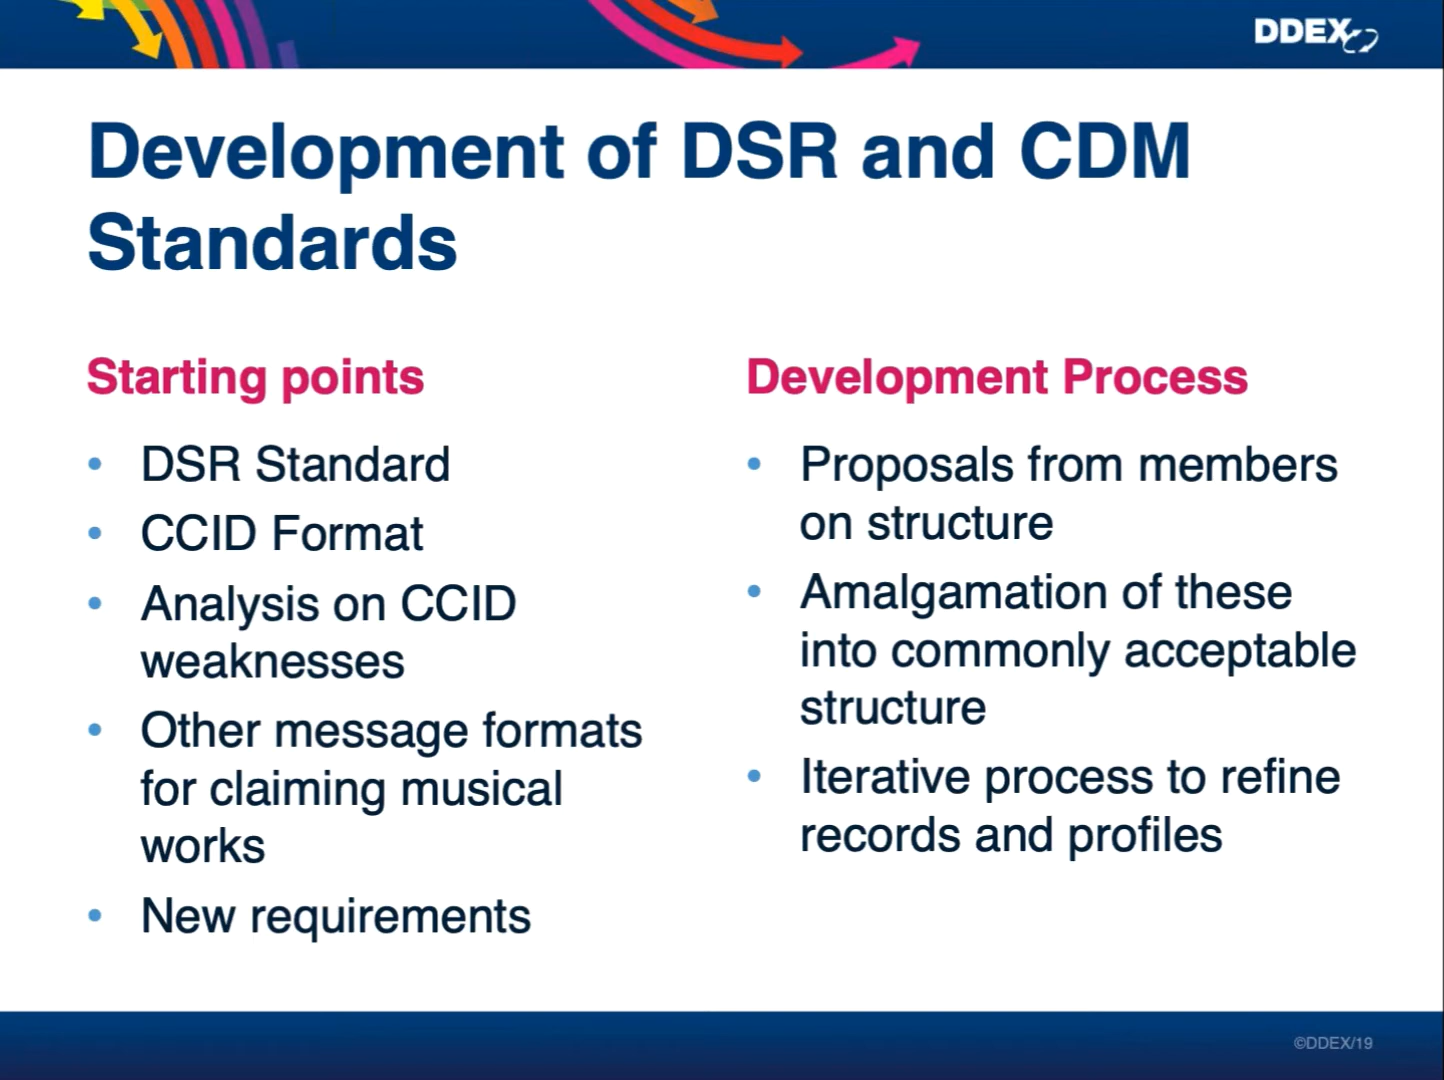 DDEX
Development of DSR and CDM
Standards
Starting points
• DSR Standard
• CCID Format
• Analysis on CCID
weaknesses
• Other message formats
for claiming musical
works
• New requirements
Development Process
• Proposals from members
on structure
• Amalgamation of these
into commonly acceptable
structure
• Iterative process to refine
records and profiles
©DDEX/19